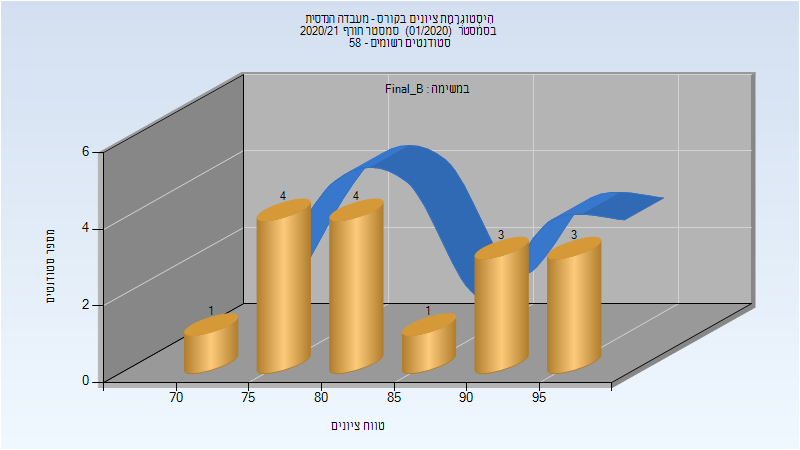 היסטוגרמת ציונים בקורס - מעבדה הנדסית
בסמסטר (01/2020) סמסטר חורף 2020/21
סטודנטים רשומים - 58
במשימה : Final_B
מספר סטודנטים
6
4
2
0
1
4
4
1
3
3
70 75 80 85 90 95
טווח ציונים